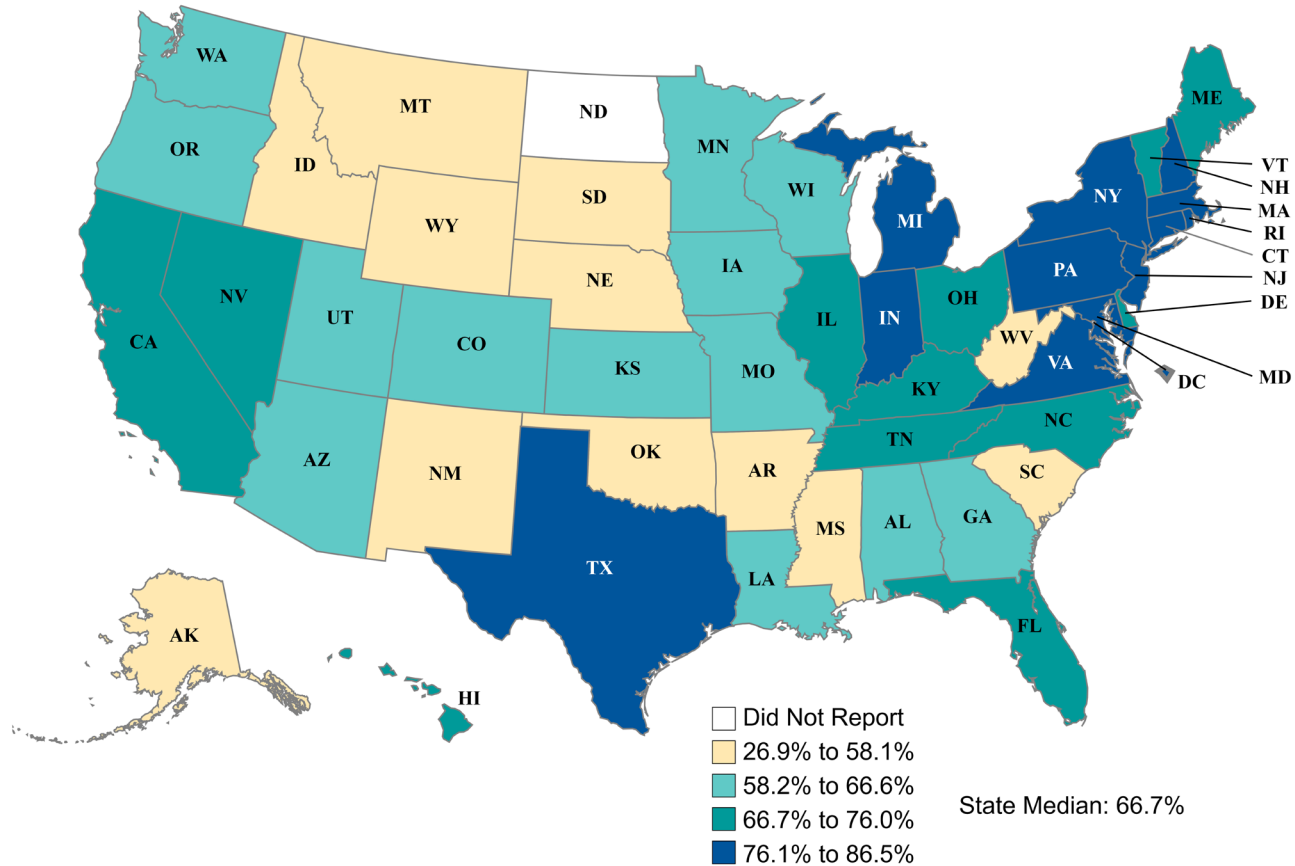 WA
MT
ND
ME
OR
ID
MN
VT
NH
SD
WI
NY
MA
WY
MI
RI
CT
IA
PA
NJ
NE
NV
OH
DE
UT
IL
IN
CA
CO
WV
KS
MO
VA
MD
DC
KY
NC
TN
AZ
OK
NM
AR
SC
GA
AL
MS
TX
LA
FL
AK
HI
Did Not Report
26.9% to 58.1%
58.2% to 66.6%
State Median: 66.7%
66.7% to 76.0%
76.1% to 86.5%